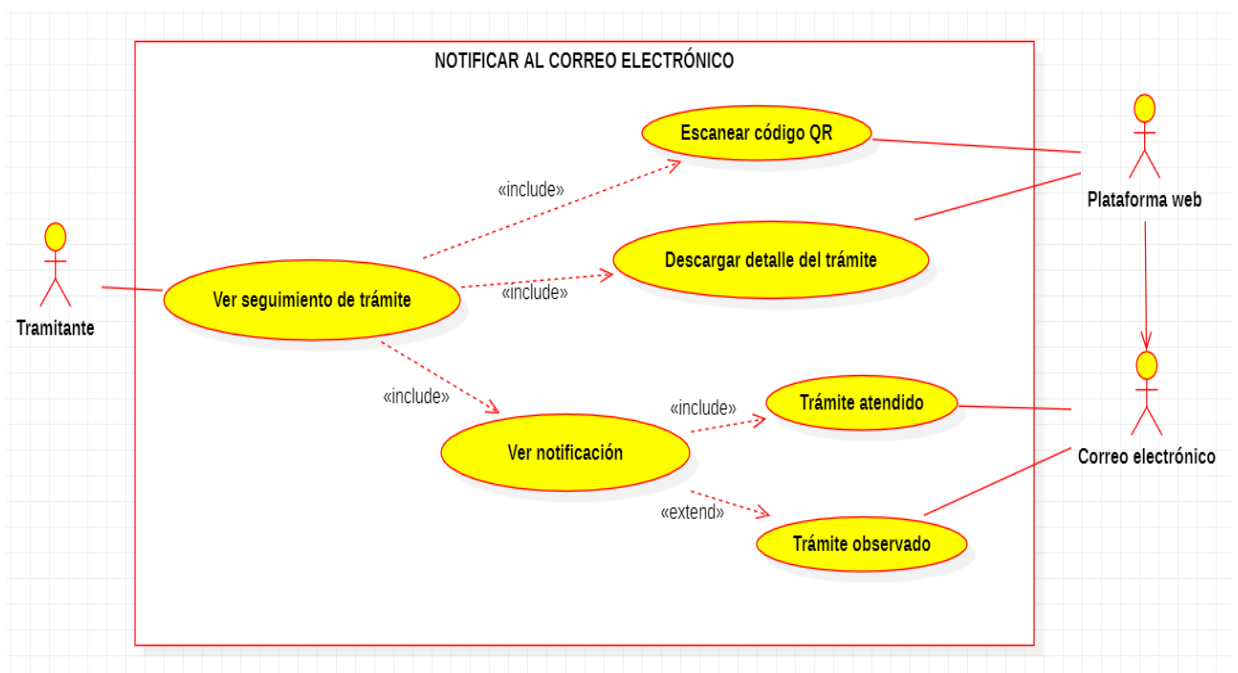 NOTIFICAR AL CORREO ELECTRÓNICO
Escanear código QR
«include»
Plataforma web
Descargar detalle del trámite
«include»
Ver seguimiento de trámite
Tramitante
«include»
«include»
Trámite atendido
Ver notificación
Correo electrónico
«extend»
Trámite observado